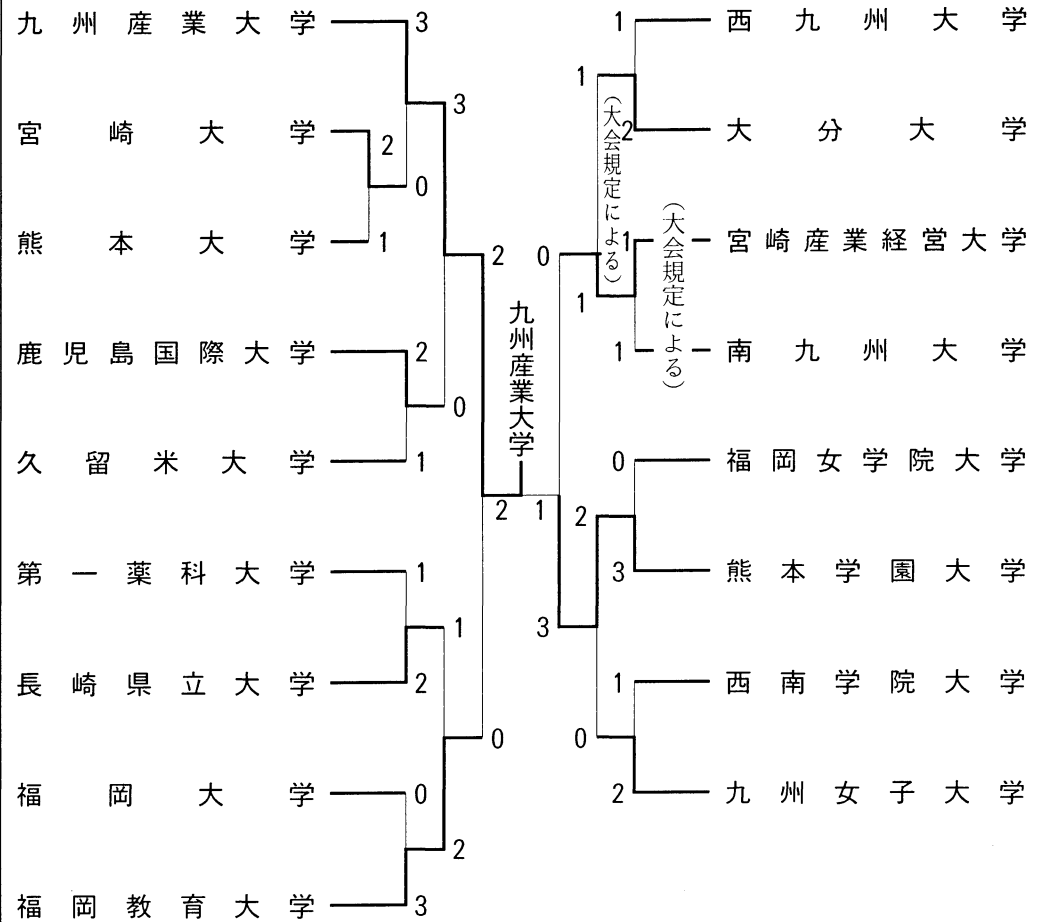 九州産業大学 3
3
宮崎大学 2
0
熊本大学 1
2
鹿児島国際大学 2
0
久留米大学 1
第一薬科大学 1
1
長崎県立大学 2
0
福岡大学 0
2
福岡教育大学 3
九州産業大学
2 1
1 西九州大学
1
2 大分大学
(大会規定による)
1 宮崎産業経営大学
0
1
(大会規定による)
1 南九州大学
0 福岡女学院大学
2
3 熊本学園大学
3
1 西南学院大学
0
2 九州女子大学